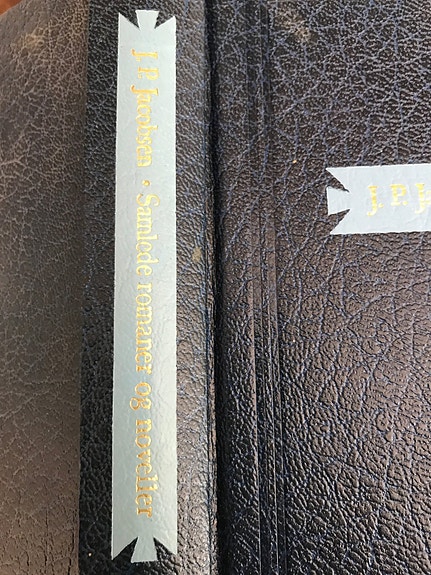 J. P. Jacobsen · Samlede romaner og noveller